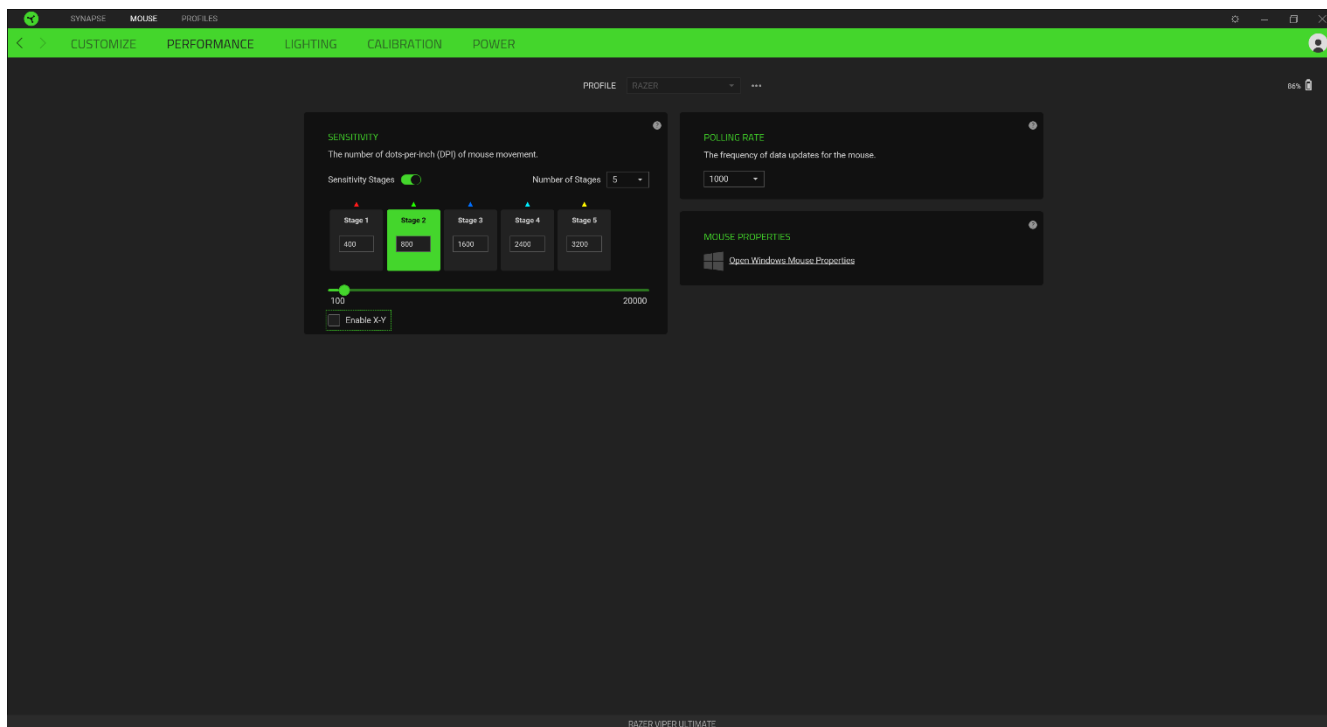 SYNAPSE MOUSE PROFILES
CUSTOMIZE PERFORMANCE LIGHTING CALIBRATION POWER
PROFILE RAZER
86%
SENSITIVITY
The number of dots-per-inch (DPI) of mouse movement.
Sensitivity Stages Number of Stages 5
Stage 1 Stage 2 Stage 3 Stage 4 Stage 5
400 800 1600 2400 3200
100 20000
Enable X-Y
POLLING RATE
The frequency of data updates for the mouse.
1000
MOUSE PROPERTIES
Open Windows Mouse Properties
RAZER VIPER ULTIMATE